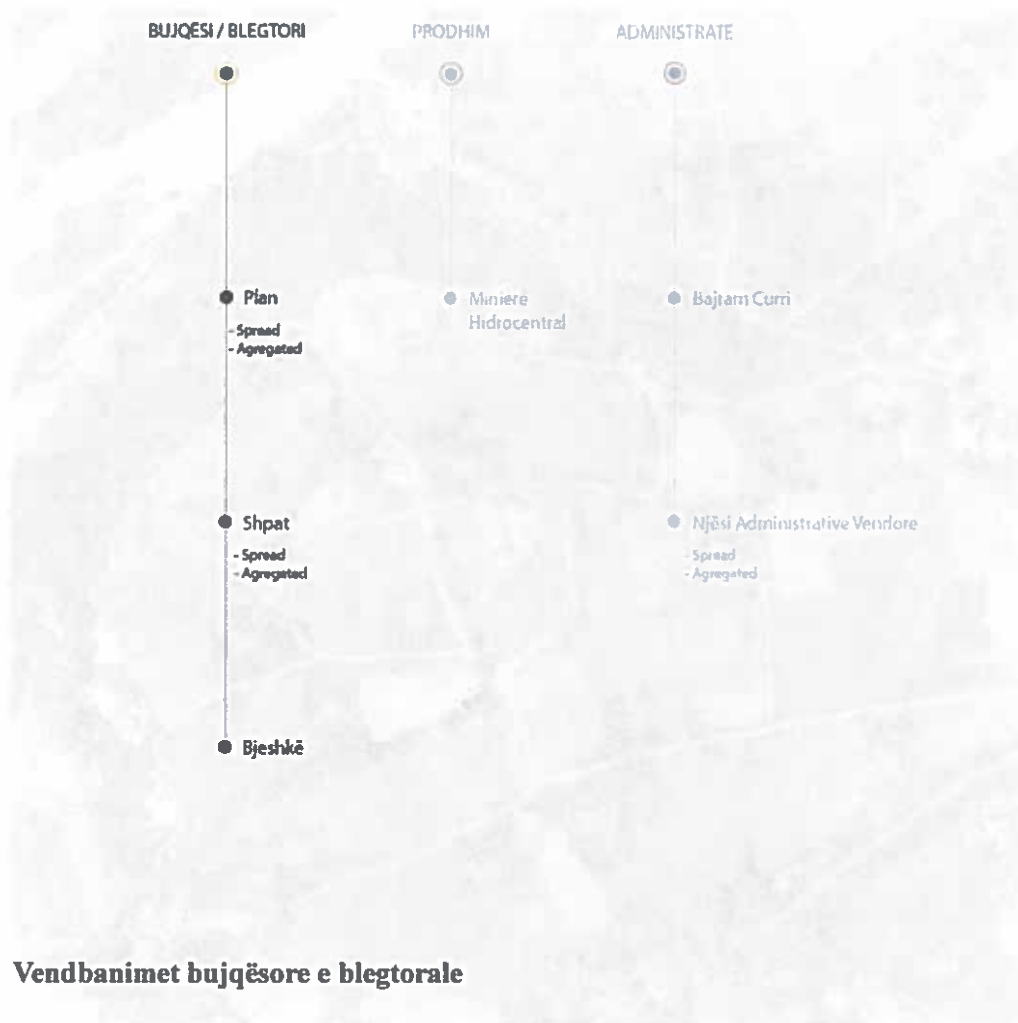 BUJQËSI / BLEGTORI
PRODHIM
ADMINISTRATE
Plan
- Spread
- Agregated
Miniere
Hidrocentral
Bajram Curri
Shpat
- Spread
- Agregated
Njësi Administrative Vendore
- Spread
- Agregated
Bjeshkë
Vendbanimet bujqësore e blegtorale